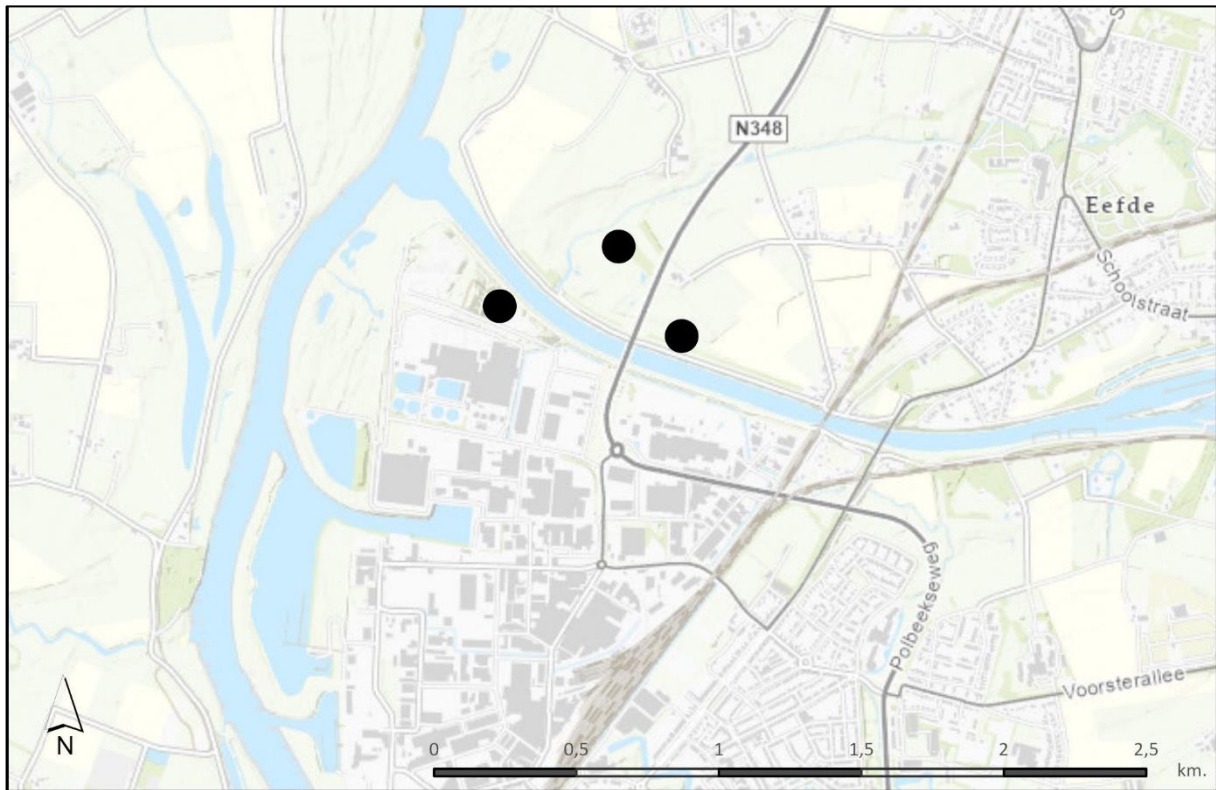 S
N348
Eefde
Schoolstraat
Polbeekseweg
Voorsterallee
N
0 0,5 1 1,5 2 2,5
km.